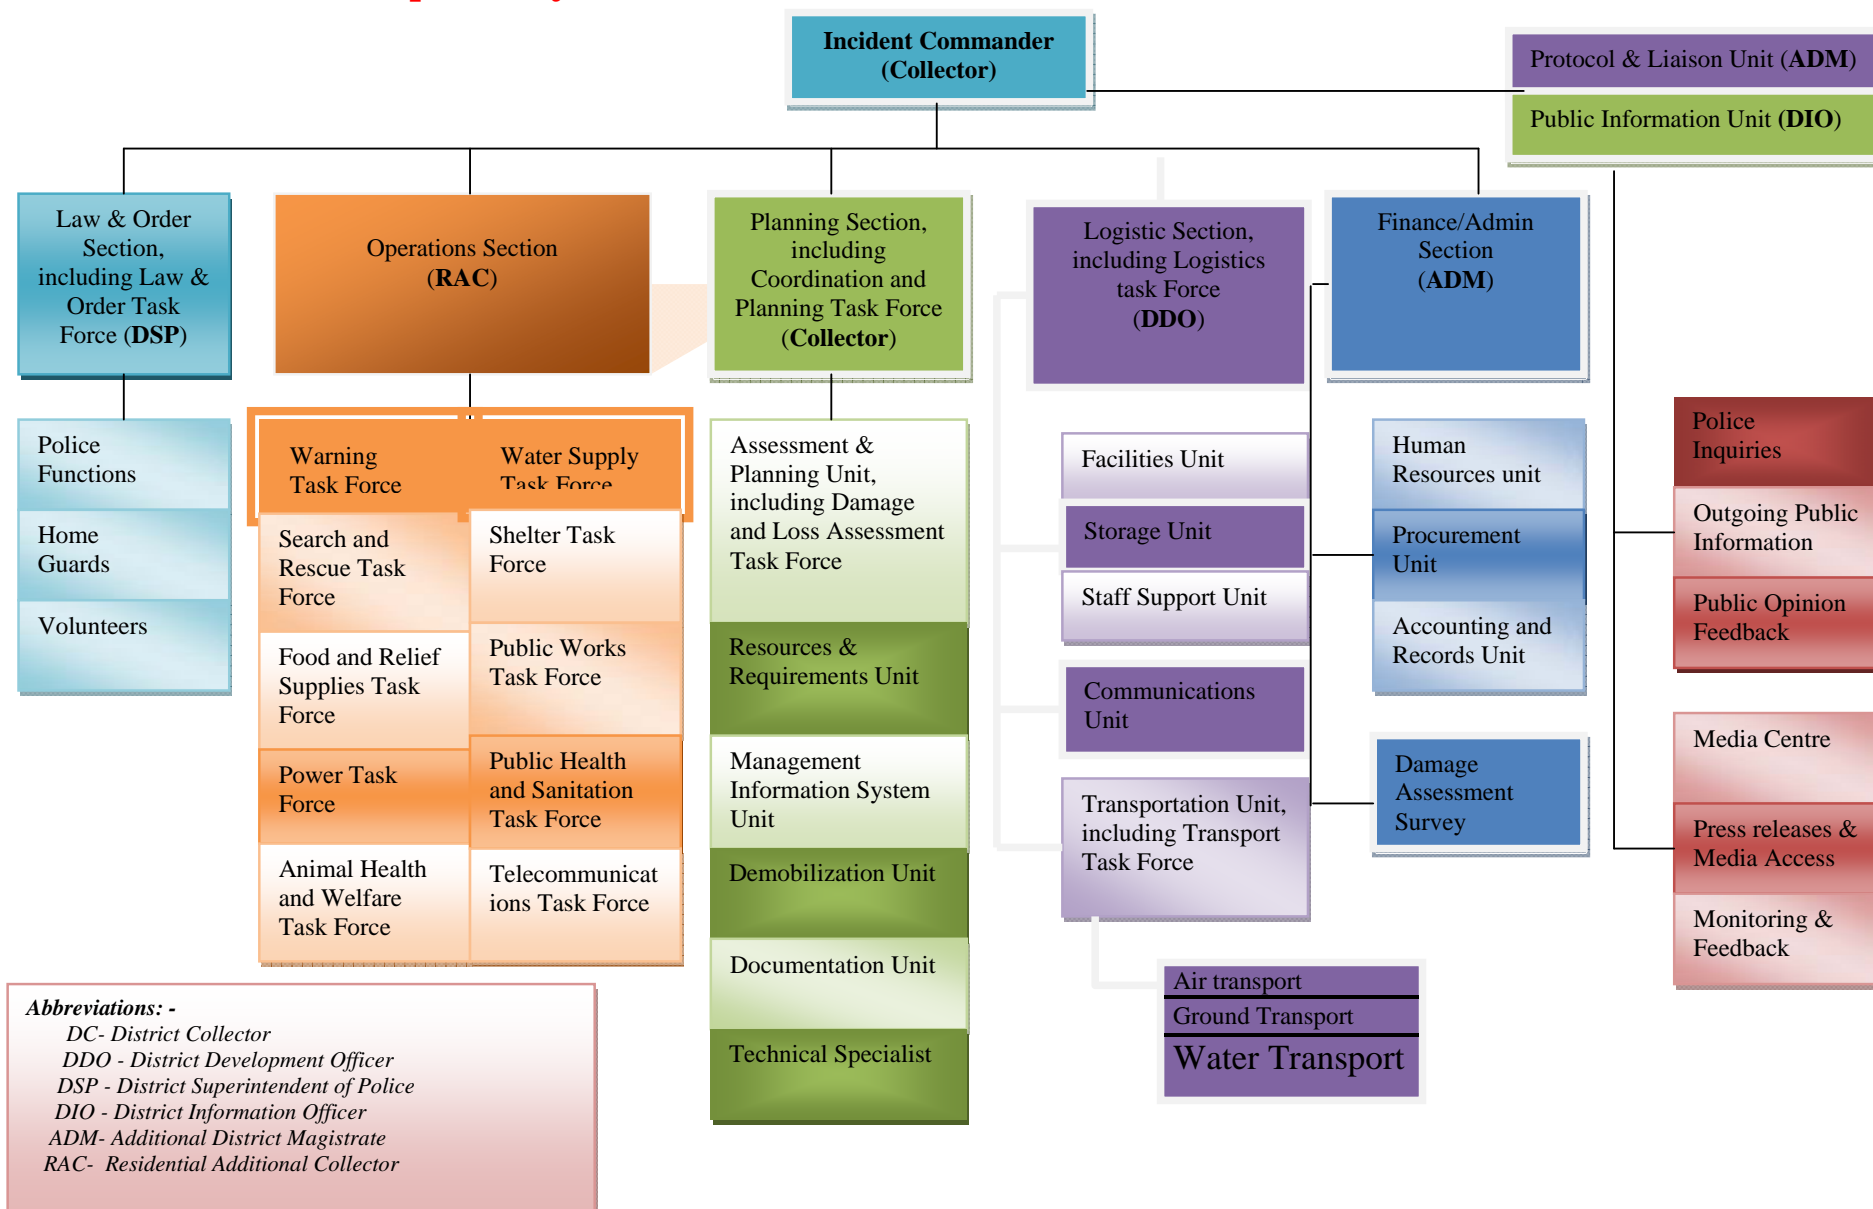 Incident Commander
(Collector)
Protocol & Liaison Unit (ADM)
Public Information Unit (DIO)
Law & Order
Section,
including Law &
Order Task
Force (DSP)
Operations Section
(RAC)
Planning Section,
including
Coordination and
Planning Task Force
(Collector)
Logistic Section,
including Logistics
task Force
(DDO)
Finance/Admin
Section
(ADM)
Police
Functions
Home
Guards
Volunteers
Warning
Task Force
Water Supply
Task Force
Search and
Rescue Task
Force
Shelter Task
Force
Food and Relief
Supplies Task
Force
Public Works
Task Force
Power Task
Force
Public Health
and Sanitation
Task Force
Animal Health
and Welfare
Task Force
Telecommunicat
ions Task Force
Assessment &
Planning Unit,
including Damage
and Loss Assessment
Task Force
Resources &
Requirements Unit
Management
Information System
Unit
Demobilization Unit
Documentation Unit
Technical Specialist
Facilities Unit
Storage Unit
Staff Support Unit
Communications
Unit
Transportation Unit,
including Transport
Task Force
Air transport
Ground Transport
Water Transport
Human
Resources unit
Procurement
Unit
Accounting and
Records Unit
Damage
Assessment
Survey
Police
Inquiries
Outgoing Public
Information
Public Opinion
Feedback
Media Centre
Press releases &
Media Access
Monitoring &
Feedback
Abbreviations: -
DC- District Collector
DDO - District Development Officer
DSP - District Superintendent of Police
DIO - District Information Officer
ADM- Additional District Magistrate
RAC- Residential Additional Collector